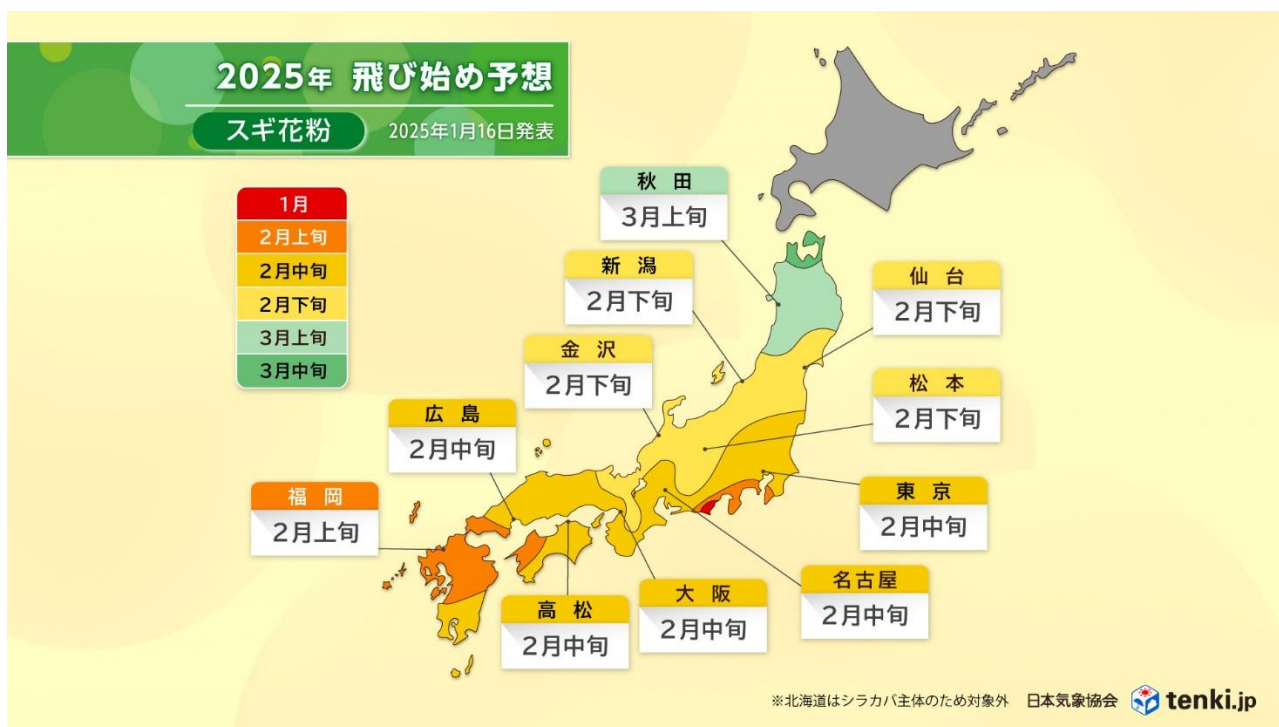 2025年 飛び始め予想
スギ花粉
2025年1月16日発表
1月
2月上旬
2月中旬
2月下旬
3月上旬
3月中旬
秋田
3月上旬
新潟
2月下旬
仙台
2月下旬
金沢
2月下旬
松本
2月下旬
広島
2月中旬
東京
2月中旬
福岡
2月上旬
名古屋
2月中旬
大阪
2月中旬
高松
2月中旬
※北海道はシラカバ主体のため対象外 日本気象協会 tenki.jp